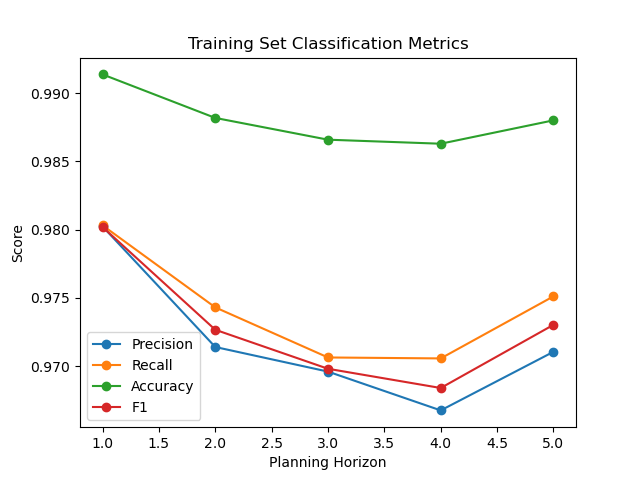 Training Set Classification Metrics
0.990
0.985
0.980
0.975
0.970
Score
Precision
Recall
Accuracy
F1
1.0 1.5 2.0 2.5 3.0 3.5 4.0 4.5 5.0
Planning Horizon